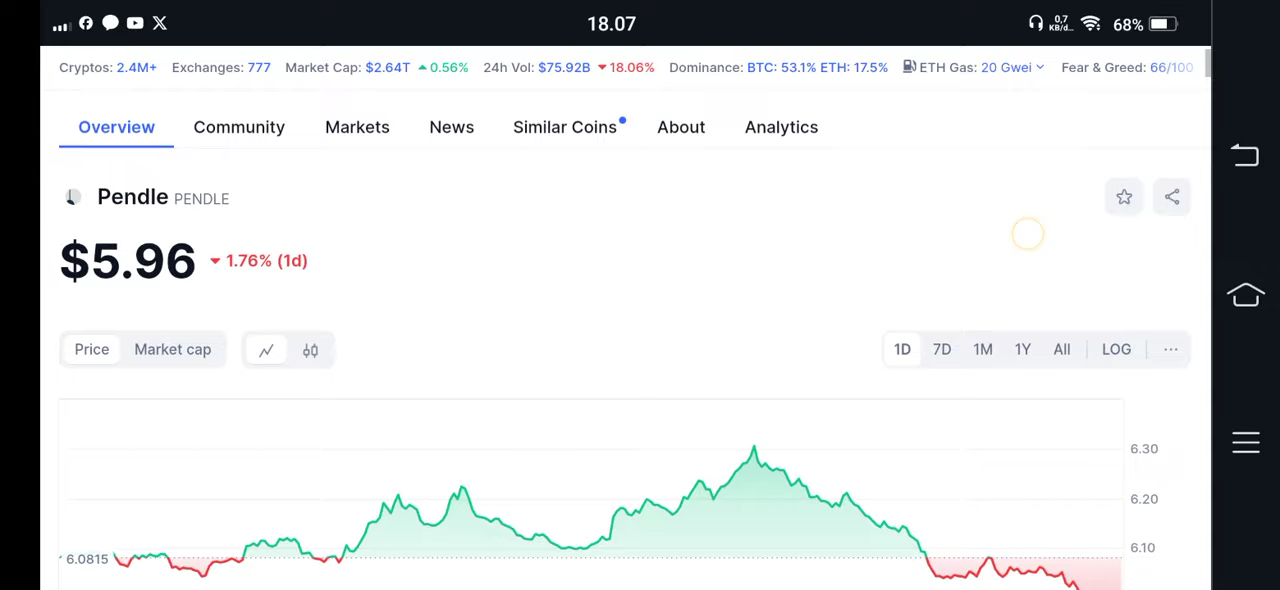 18.07 0,7 KB/d... 68%
Cryptos: 2.4M+ Exchanges: 777 Market Cap: $2.64T 0.56% 24h Vol: $75.92B 18.06% Dominance: BTC: 53.1% ETH: 17.5% ETH Gas: 20 Gwei Fear & Greed: 66/100
Overview Community Markets News Similar Coins About Analytics
Pendle PENDLE
$5.96 1.76% (1d)
Price Market cap 1D 7D 1M 1Y All LOG ...
6.30
6.20
6.10
6.0815